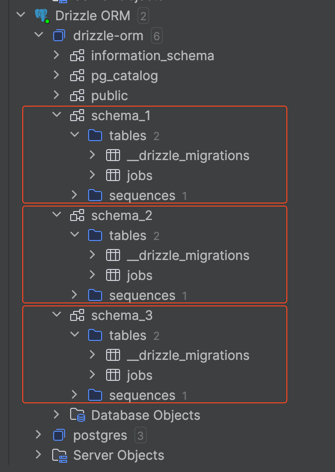 Drizzle ORM 2
drizzle-orm 6
information_schema
pg_catalog
public
schema_1
tables 2
__drizzle_migrations
jobs
sequences 1
schema_2
tables 2
__drizzle_migrations
jobs
sequences 1
schema_3
tables 2
__drizzle_migrations
jobs
sequences 1
Database Objects
postgres 3
Server Objects